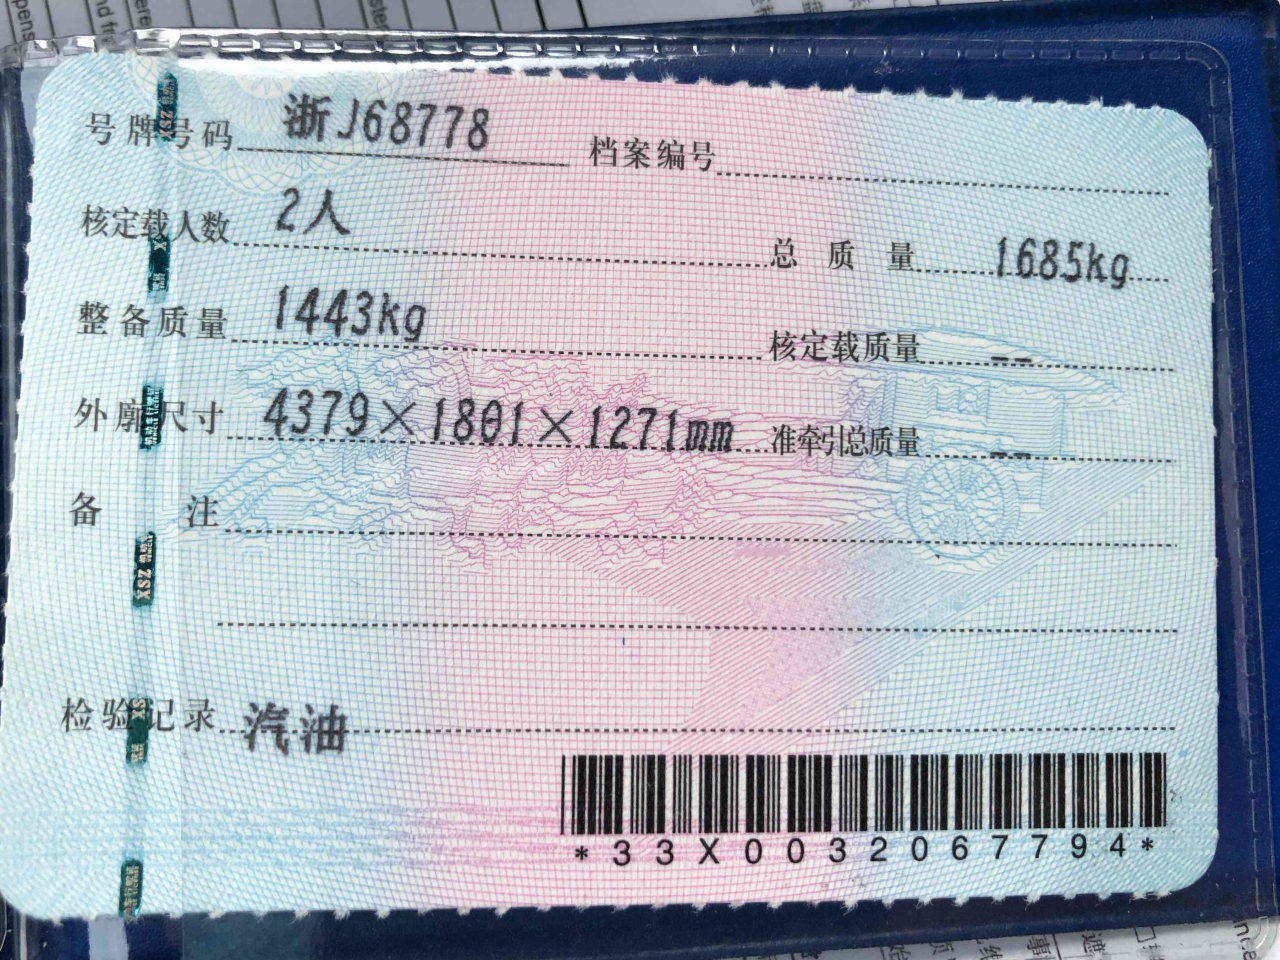 号牌号码 浙J68778 档案编号
核定载人数 2人 总质量 1685kg
整备质量 1443kg 核定载质量 --
外廓尺寸 4379×1801×1271mm 准牵引总质量 --
备注
检验记录 汽油
*33X0032067794*